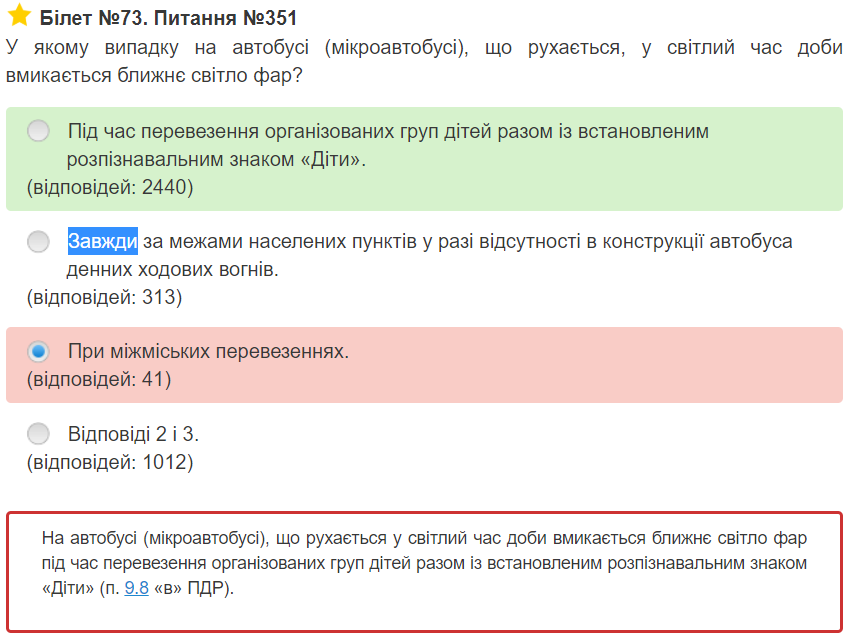 Білет №73. Питання №351
У якому випадку на автобусі (мікроавтобусі), що рухається, у світлий час доби
вмикається ближнє світло фар?
Під час перевезення організованих груп дітей разом із встановленим
розпізнавальним знаком «Діти».
(відповідей: 2440)
Завжди за межами населених пунктів у разі відсутності в конструкції автобуса
денних ходових вогнів.
(відповідей: 313)
При міжміських перевезеннях.
(відповідей: 41)
Відповіді 2 і 3.
(відповідей: 1012)
На автобусі (мікроавтобусі), що рухається у світлий час доби вмикається ближнє світло фар
під час перевезення організованих груп дітей разом із встановленим розпізнавальним знаком
«Діти» (п. 9.8 «в» ПДР).